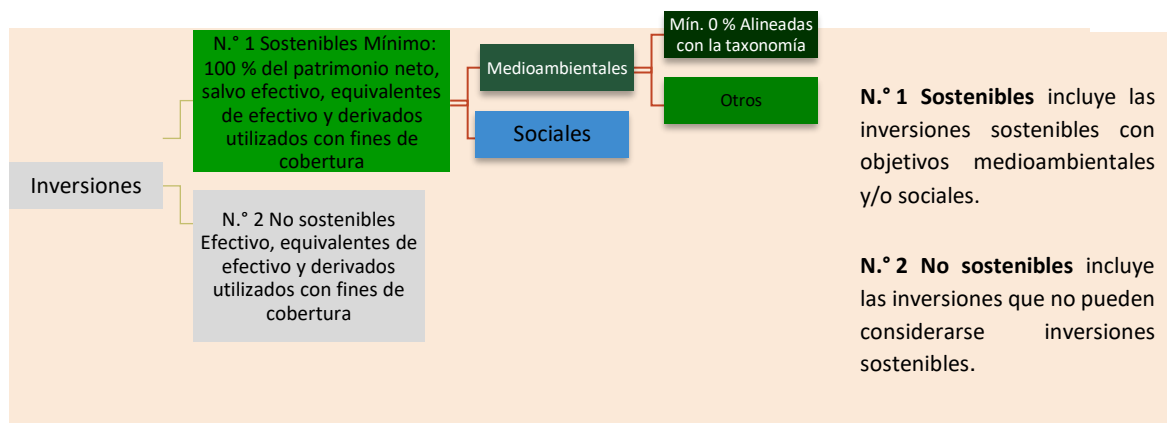 Inversiones
N.° 1 Sostenibles Mínimo:
100 % del patrimonio neto,
salvo efectivo, equivalentes
de efectivo y derivados
utilizados con fines de
cobertura
N.° 2 No sostenibles
Efectivo, equivalentes de
efectivo y derivados
utilizados con fines de
cobertura
Medioambientales
Sociales
Mín. 0 % Alineadas
con la taxonomía
Otros
N.° 1 Sostenibles incluye las
inversiones sostenibles con
objetivos medioambientales
y/o sociales.
N.° 2 No sostenibles incluye
las inversiones que no pueden
considerarse inversiones
sostenibles.